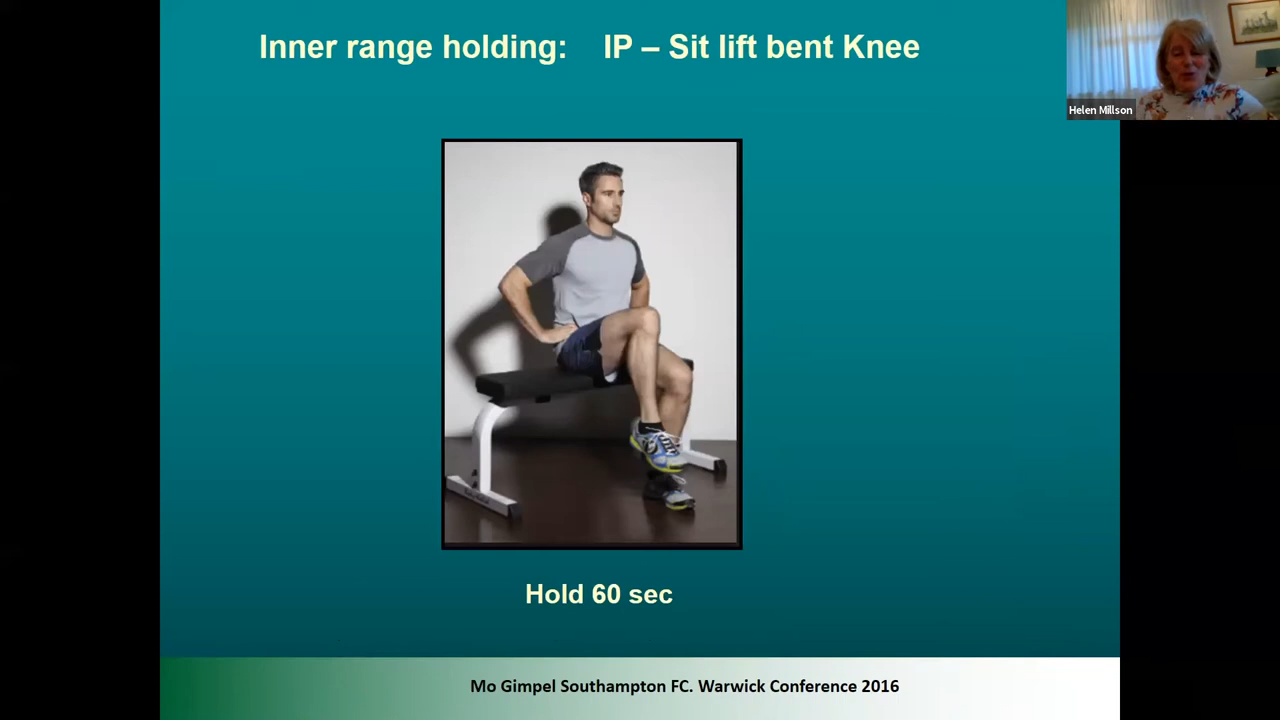 Inner range holding: IP – Sit lift bent Knee
Helen Millson
Hold 60 sec
Mo Gimpel Southampton FC. Warwick Conference 2016